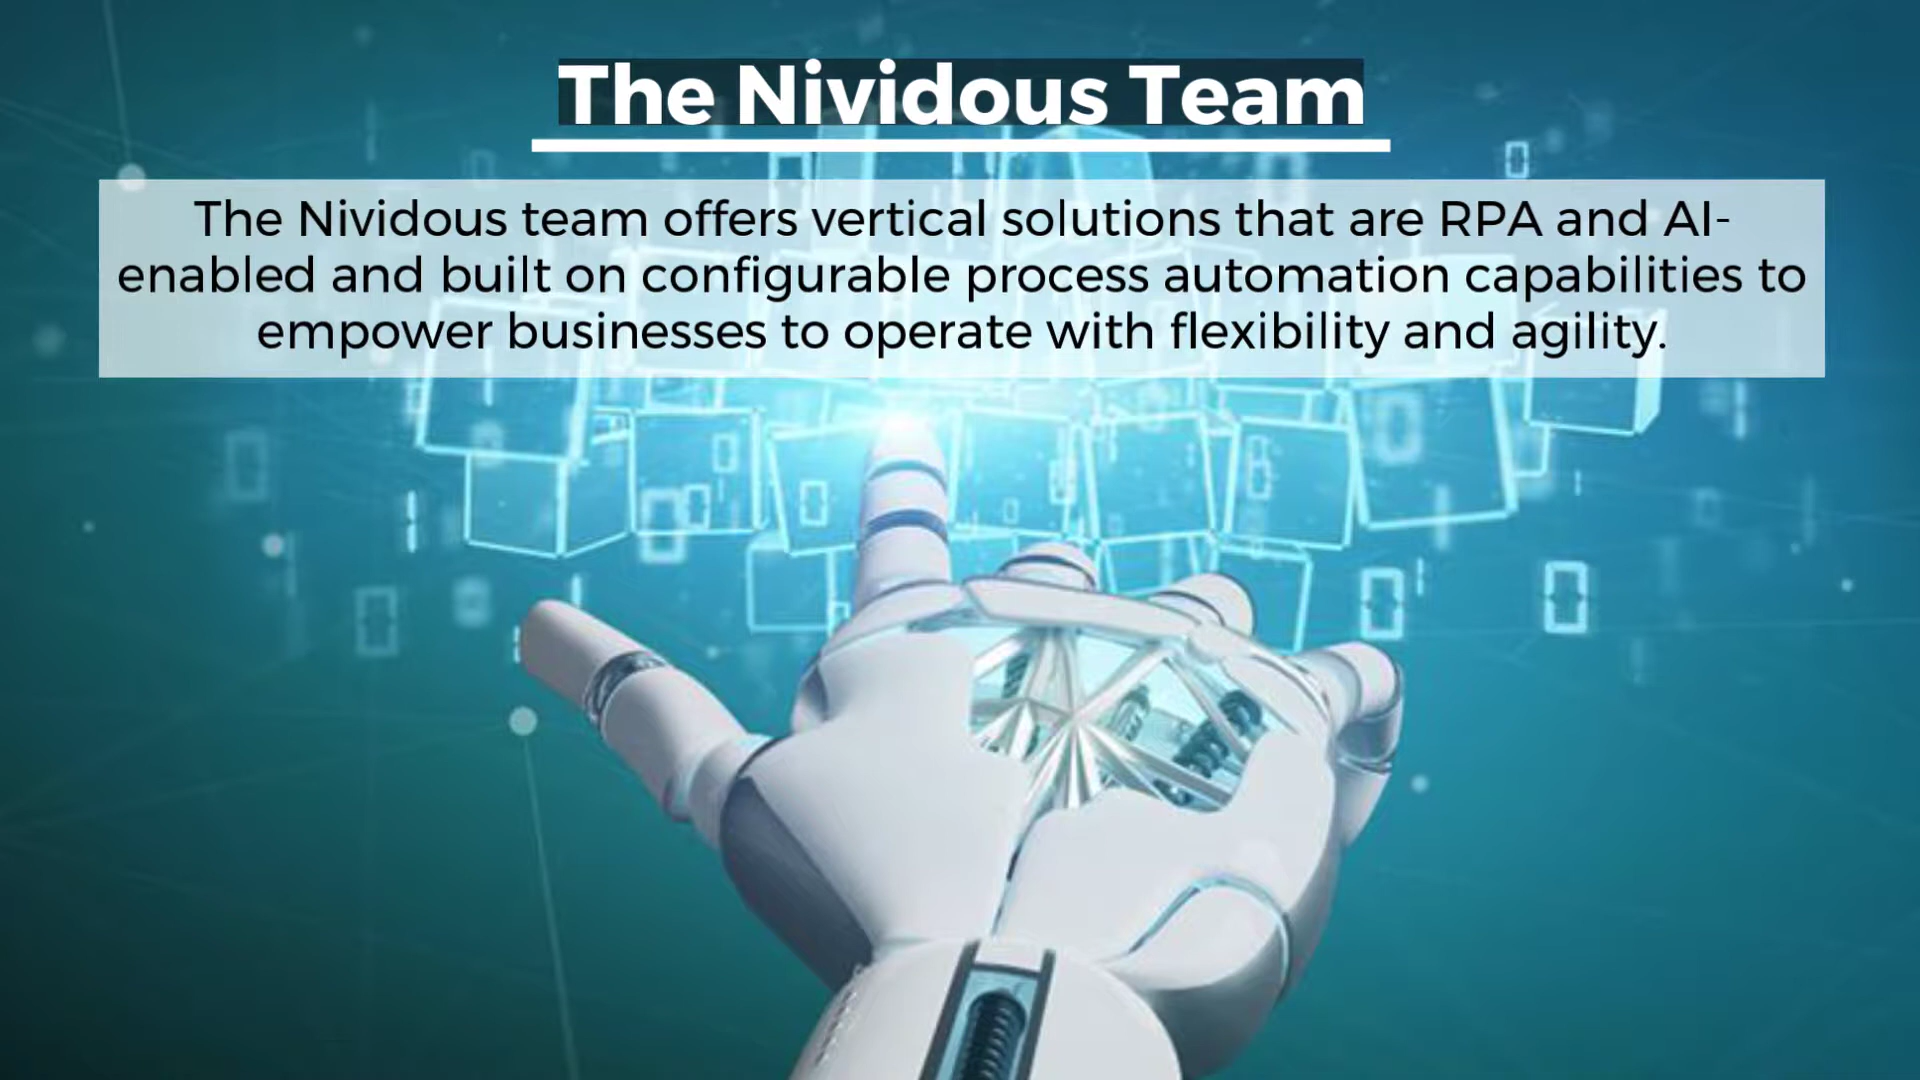 The Nividous Team
The Nividous team offers vertical solutions that are RPA and AI-
enabled and built on configurable process automation capabilities to
empower businesses to operate with flexibility and agility.